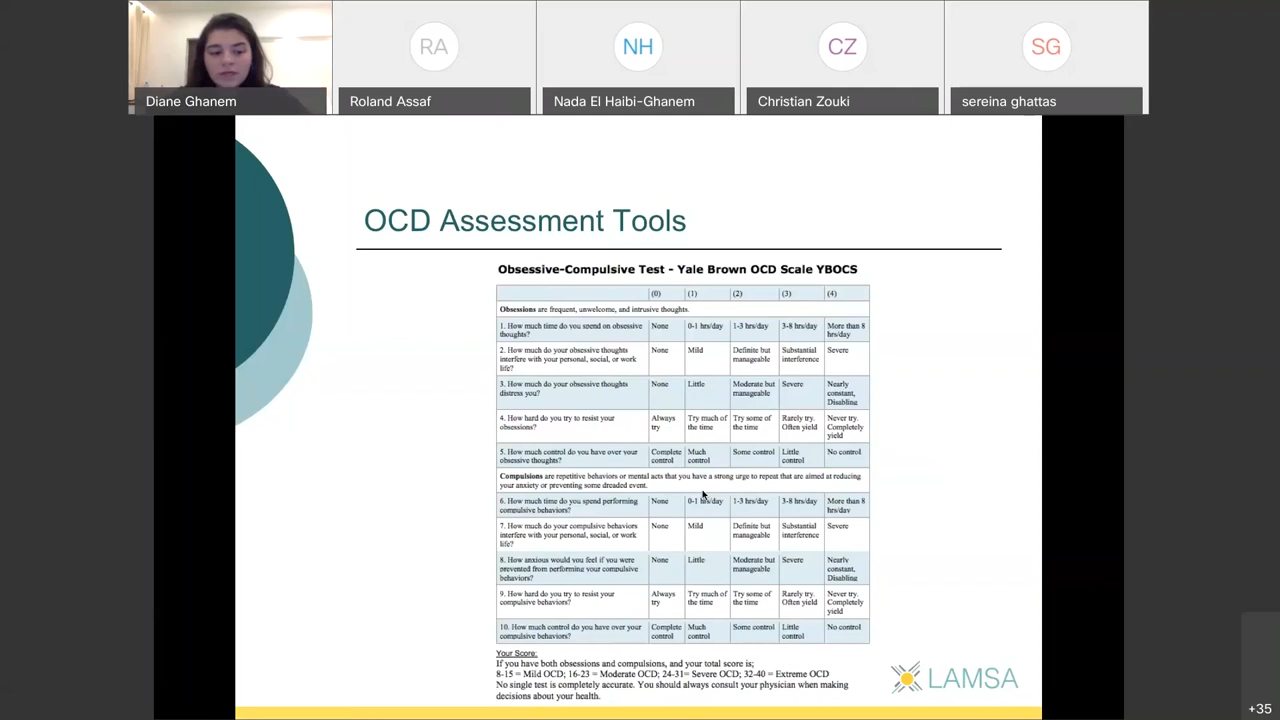 RA
NH
CZ
SG
Diane Ghanem
Roland Assaf
Nada El Haibi-Ghanem
Christian Zouki
sereina ghattas
OCD Assessment Tools
Obsessive-Compulsive Test - Yale Brown OCD Scale YBOCS
(0) (1) (2) (3) (4)
Obsessions are frequent, unwelcome, and intrusive thoughts.
1. How much time do you spend on obsessive None 0-1 hrs/day 1-3 hrs/day 3-8 hrs/day More than 8
thoughts? hrs/day
2. How much do your obsessive thoughts None Mild Definite but Substantial Severe
interfere with your personal, social, or work manageable interference
life?
3. How much do your obsessive thoughts None Little Moderate but Severe Nearly
distress you? manageable constant,
Disabling
4. How hard do you try to resist your Always Try much of Try some of Rarely try. Never try.
obsessions? try the time the time Often yield Completely
yield
5. How much control do you have over your Complete Much Some control Little No control
obsessive thoughts? control control control
Compulsions are repetitive behaviors or mental acts that you have a strong urge to repeat that are aimed at reducing
your anxiety or preventing some dreaded event.
6. How much time do you spend performing None 0-1 hrs/day 1-3 hrs/day 3-8 hrs/day More than 8
compulsive behaviors? hrs/day
7. How much do your compulsive behaviors None Mild Definite but Substantial Severe
interfere with your personal, social, or work manageable interference
life?
8. How anxious would you feel if you were None Little Moderate but Severe Nearly
prevented from performing your compulsive manageable constant,
behaviors? Disabling
9. How hard do you try to resist your Always Try much of Try some of Rarely try. Never try.
compulsive behaviors? try the time the time Often yield Completely
yield
10. How much control do you have over your Complete Much Some control Little No control
compulsive behaviors? control control control
Your Score:
If you have both obsessions and compulsions, and your total score is;
8-15 = Mild OCD; 16-23 = Moderate OCD; 24-31= Severe OCD; 32-40 = Extreme OCD
No single test is completely accurate. You should always consult your physician when making
decisions about your health.
LAMSA
+35